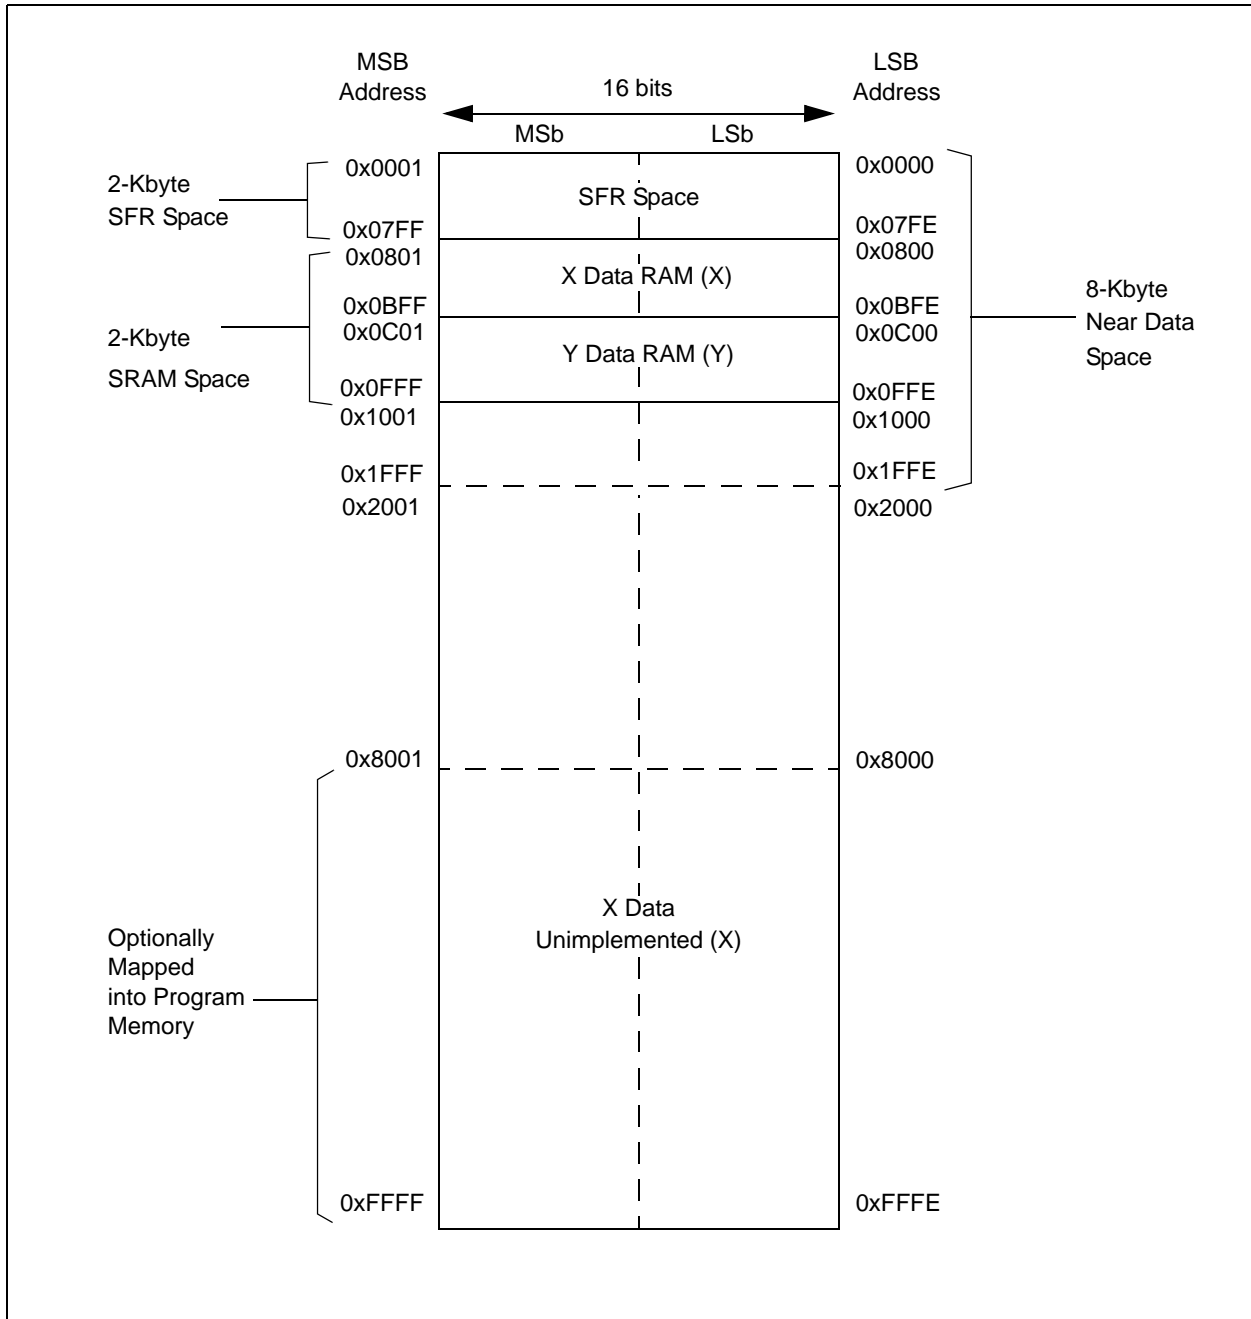 MSB
Address
LSB
Address
16 bits
MSb
LSb
0x0001
0x0000
2-Kbyte
SFR Space
SFR Space
0x07FF
0x07FE
0x0801
0x0800
X Data RAM (X)
0x0BFF
0x0BFE
0x0C01
0x0C00
2-Kbyte
SRAM Space
8-Kbyte
Near Data
Space
Y Data RAM (Y)
0x0FFF
0x0FFE
0x1001
0x1000
0x1FFF
0x1FFE
0x2001
0x2000
0x8001
0x8000
X Data
Unimplemented (X)
Optionally
Mapped
into Program
Memory
0xFFFF
0xFFFE